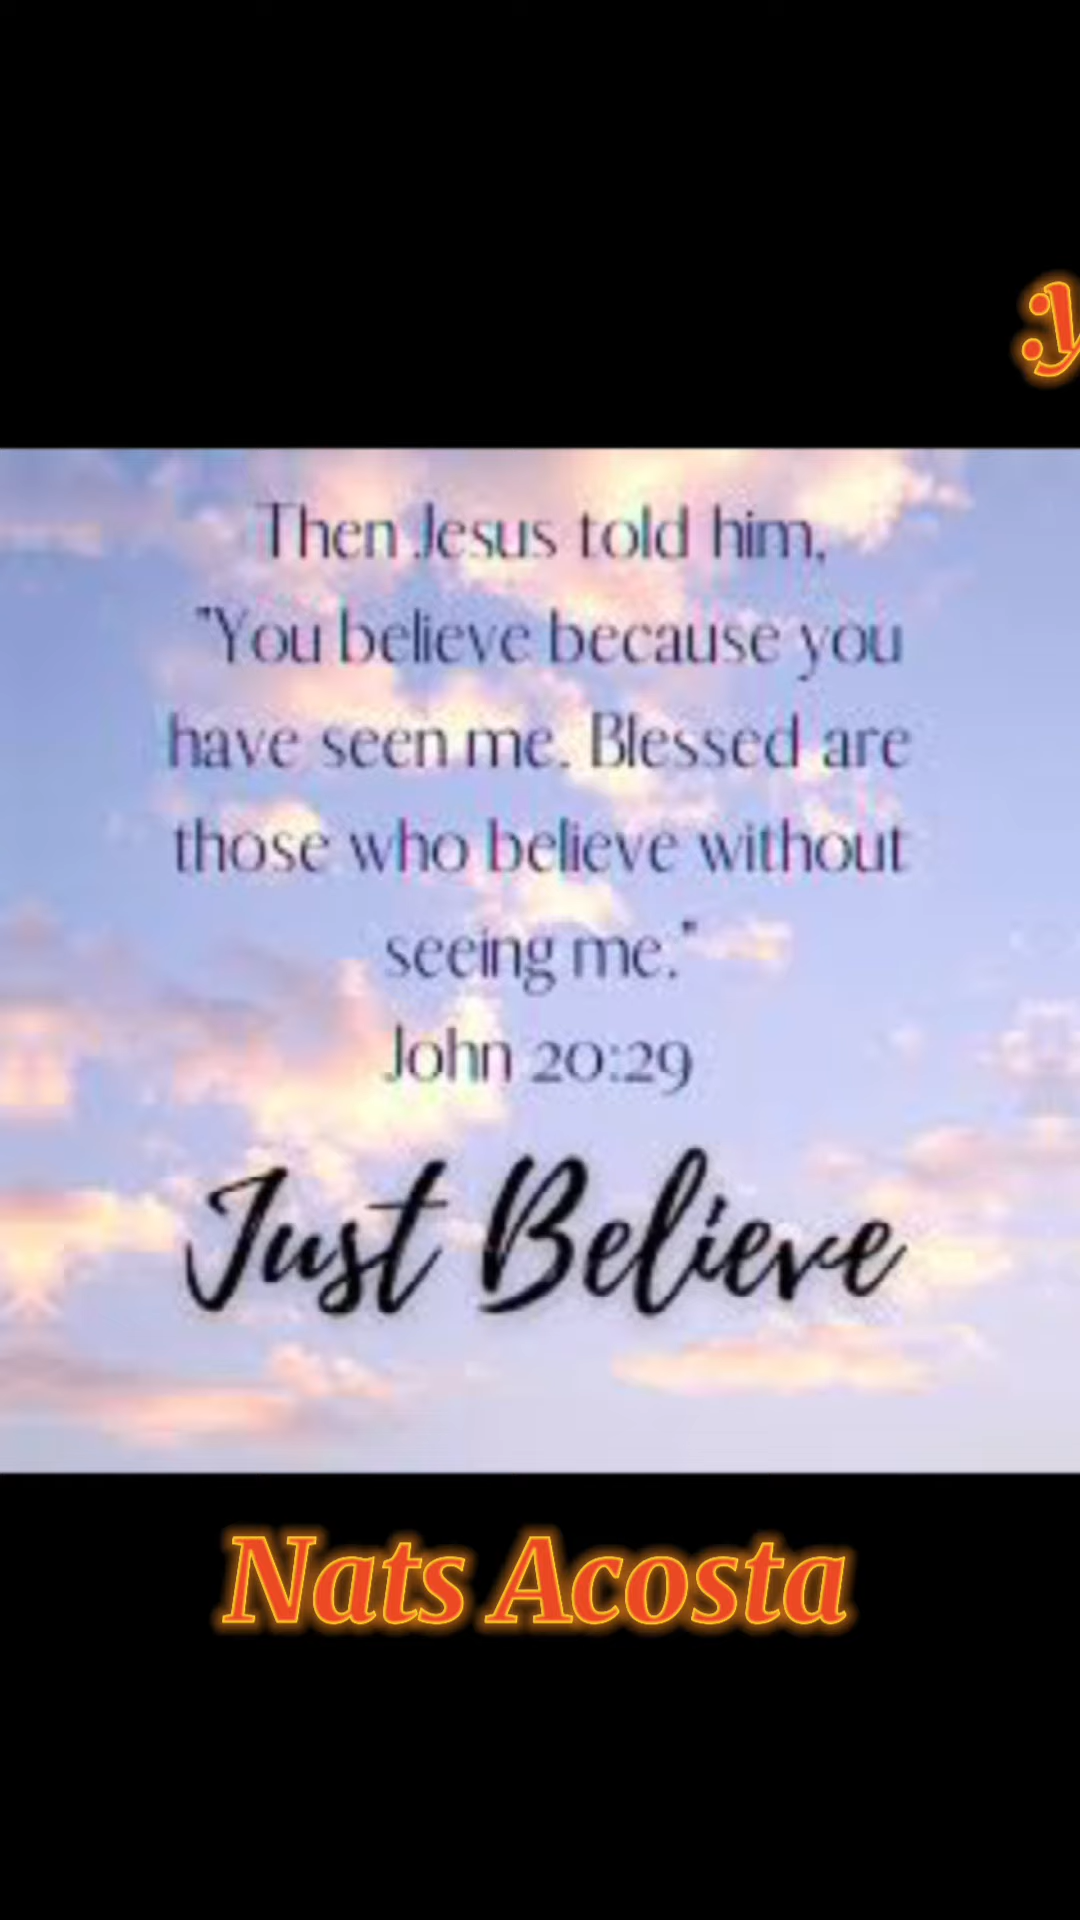 Then Jesus told him,
"You believe because you
have seen me. Blessed are
those who believe without
seeing me."
John 20:29
Just Believe
Nats Acosta